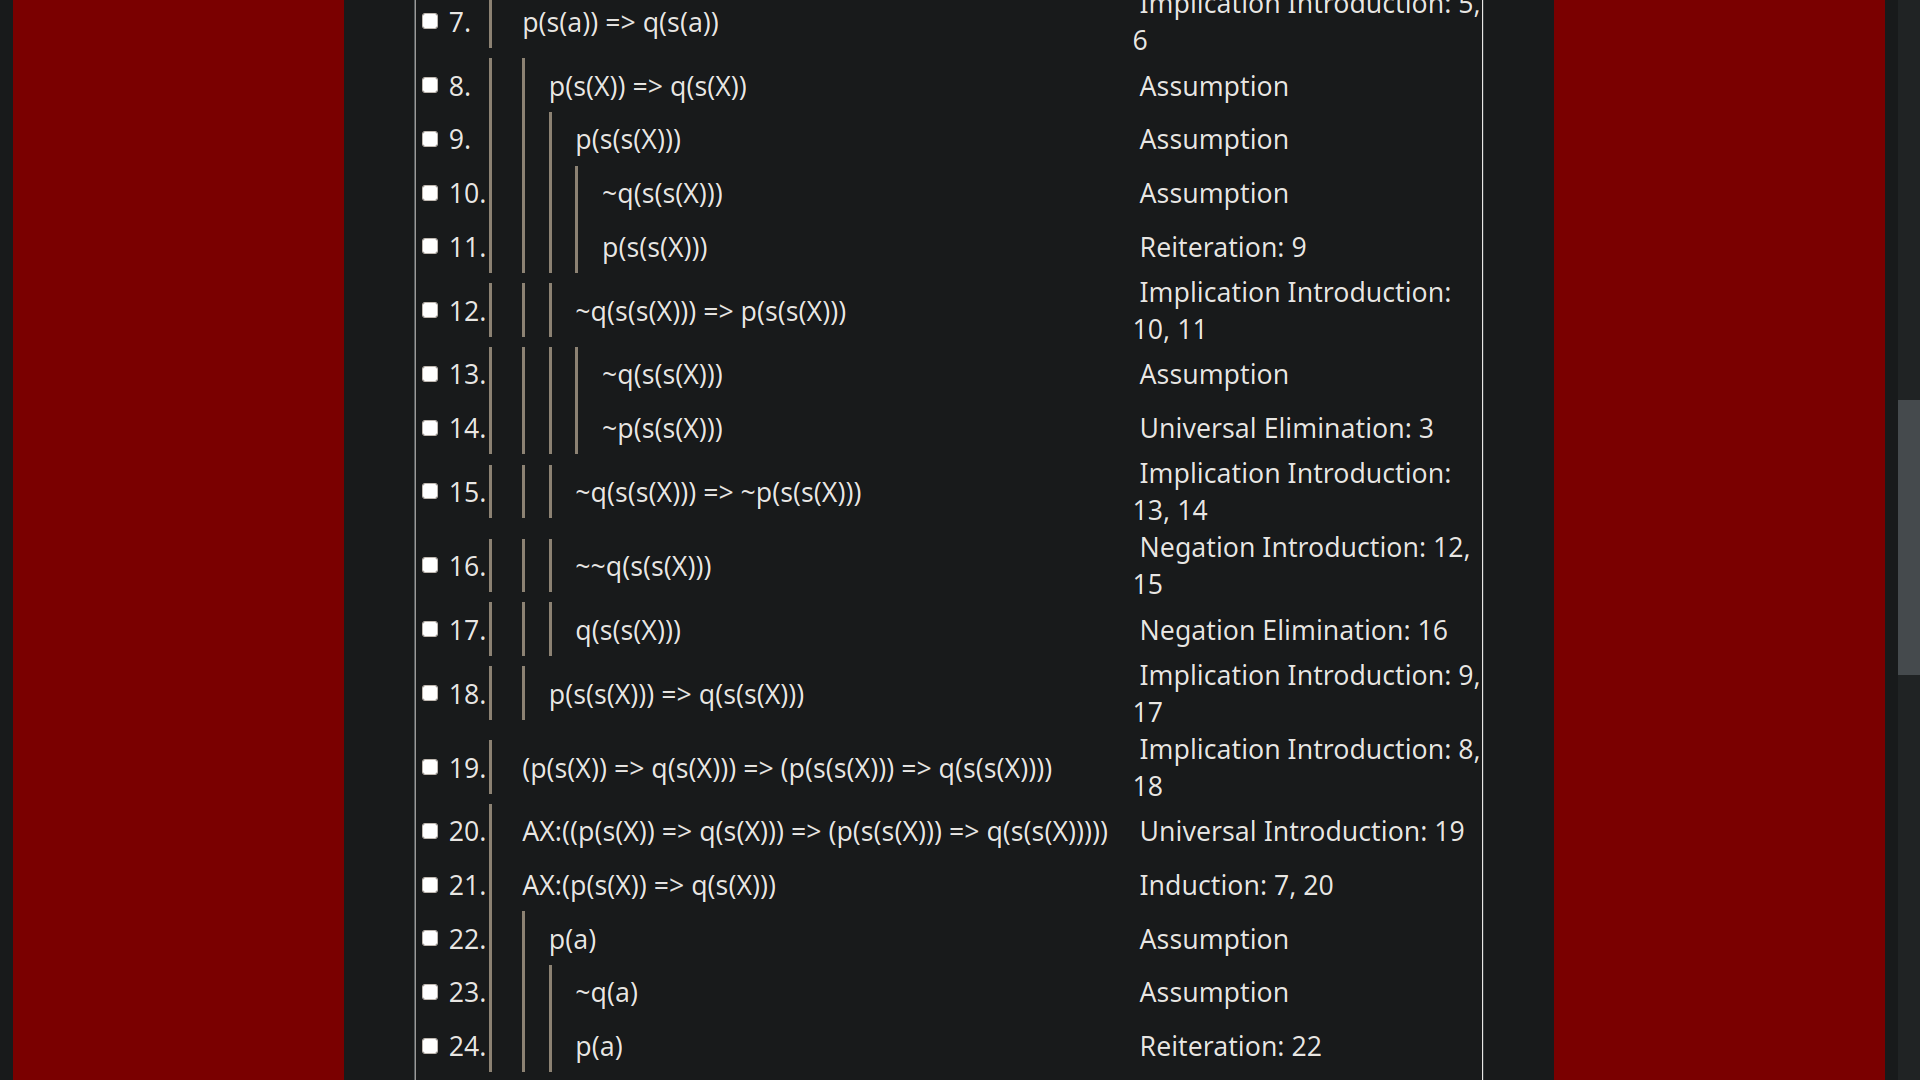 Implication Introduction: 5,
7. p(s(a)) => q(s(a))
6
8. p(s(X)) => q(s(X)) Assumption
9. p(s(s(X))) Assumption
10. ~q(s(s(X))) Assumption
11. p(s(s(X))) Reiteration: 9
12. ~q(s(s(X))) => p(s(s(X))) Implication Introduction:
10, 11
13. ~q(s(s(X))) Assumption
14. ~p(s(s(X))) Universal Elimination: 3
15. ~q(s(s(X))) => ~p(s(s(X))) Implication Introduction:
13, 14
16. ~~q(s(s(X))) Negation Introduction: 12,
15
17. q(s(s(X))) Negation Elimination: 16
18. p(s(s(X))) => q(s(s(X))) Implication Introduction: 9,
17
19. (p(s(X)) => q(s(X))) => (p(s(s(X))) => q(s(s(X)))) Implication Introduction: 8,
18
20. AX:((p(s(X)) => q(s(X))) => (p(s(s(X))) => q(s(s(X))))) Universal Introduction: 19
21. AX:(p(s(X)) => q(s(X))) Induction: 7, 20
22. p(a) Assumption
23. ~q(a) Assumption
24. p(a) Reiteration: 22